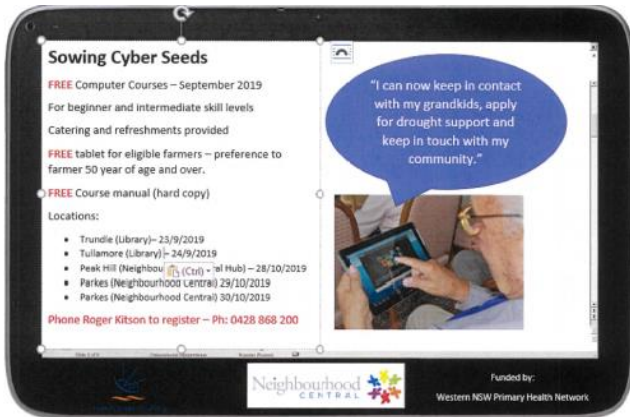 Sowing Cyber Seeds
FREE Computer Courses – September 2019
For beginner and intermediate skill levels
Catering and refreshments provided
FREE tablet for eligible farmers – preference to
farmer 50 year of age and over.
FREE Course manual (hard copy)
Locations:
Trundle (Library)– 23/9/2019
Tullamore (Library) – 24/9/2019
Peak Hill (Neighbou (Ctrl) al Hub) – 28/10/2019
Parkes (Neighbourhood Central) 29/10/2019
Parkes (Neighbourhood Central) 30/10/2019
Phone Roger Kitson to register – Ph: 0428 868 200
“I can now keep in contact
with my grandkids, apply
for drought support and
keep in touch with my
community.”
Neighbourhood
CENTRAL
Funded by:
Western NSW Primary Health Network